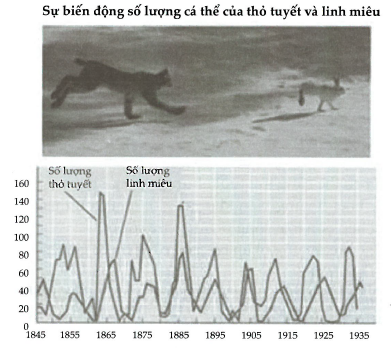 Sự biến động số lượng cá thể của thỏ tuyết và linh miêu
Số lượng
thỏ tuyết
Số lượng
linh miêu
160
140
120
100
80
60
40
20
0
1845 1855 1865 1875 1885 1895 1905 1915 1925 1935